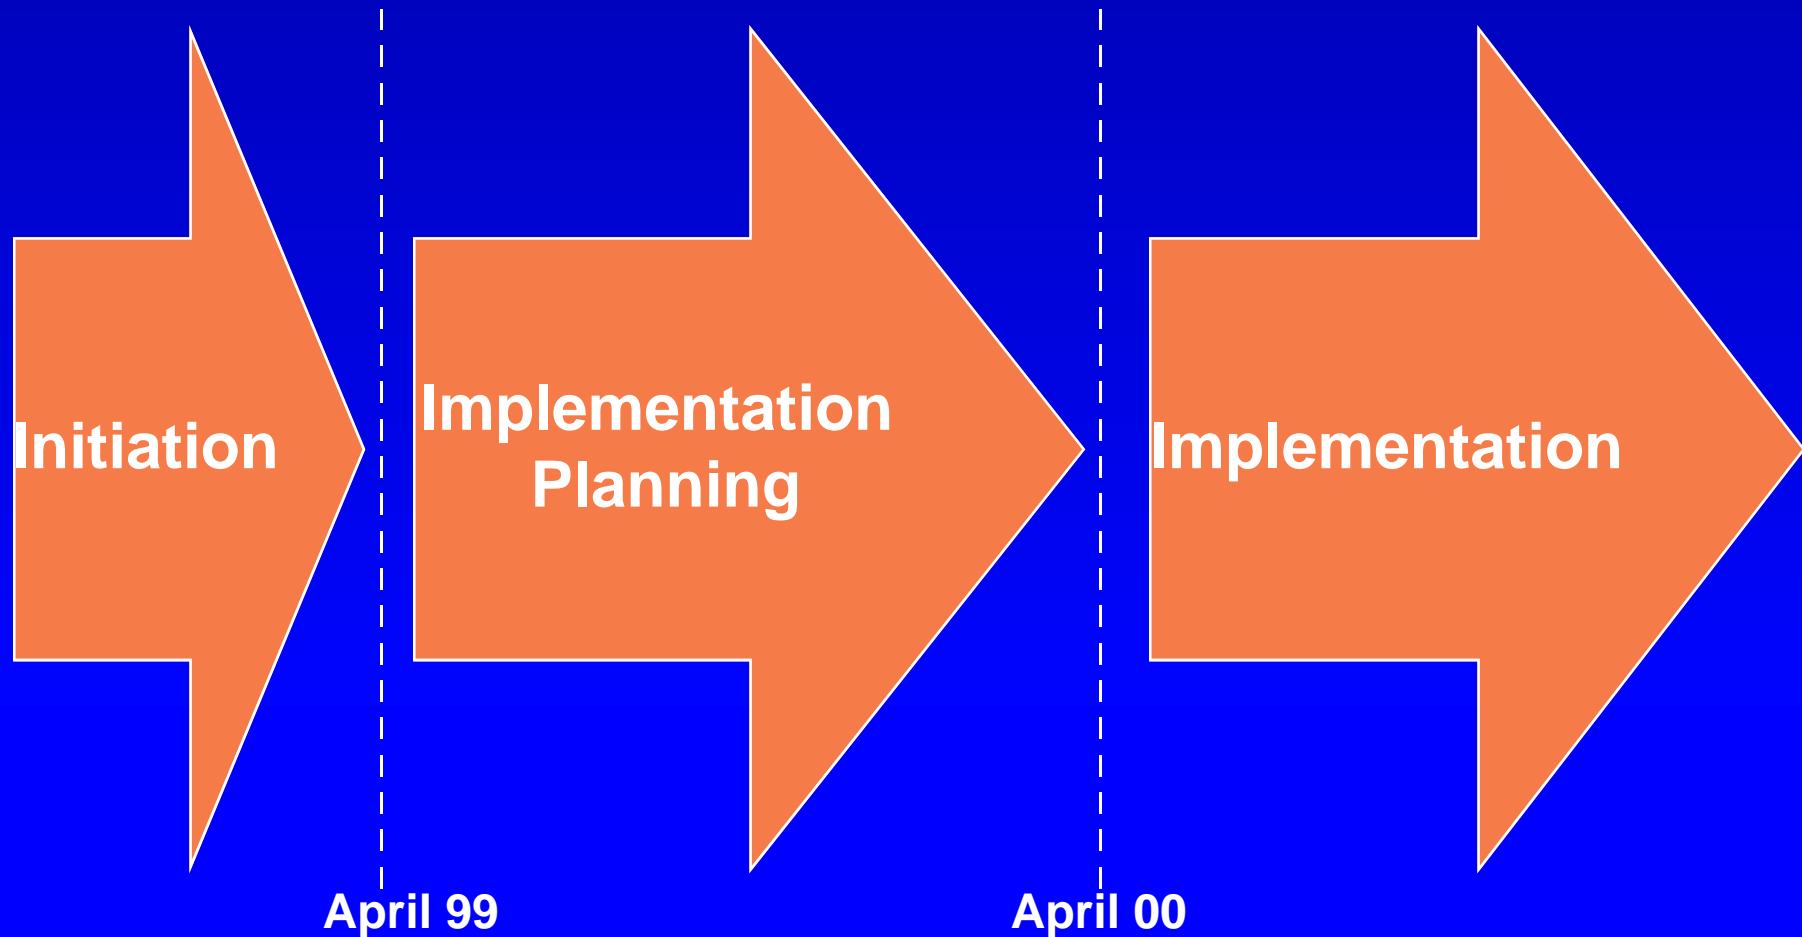 Initiation
Implementation
Planning
Implementation
April 99
April 00